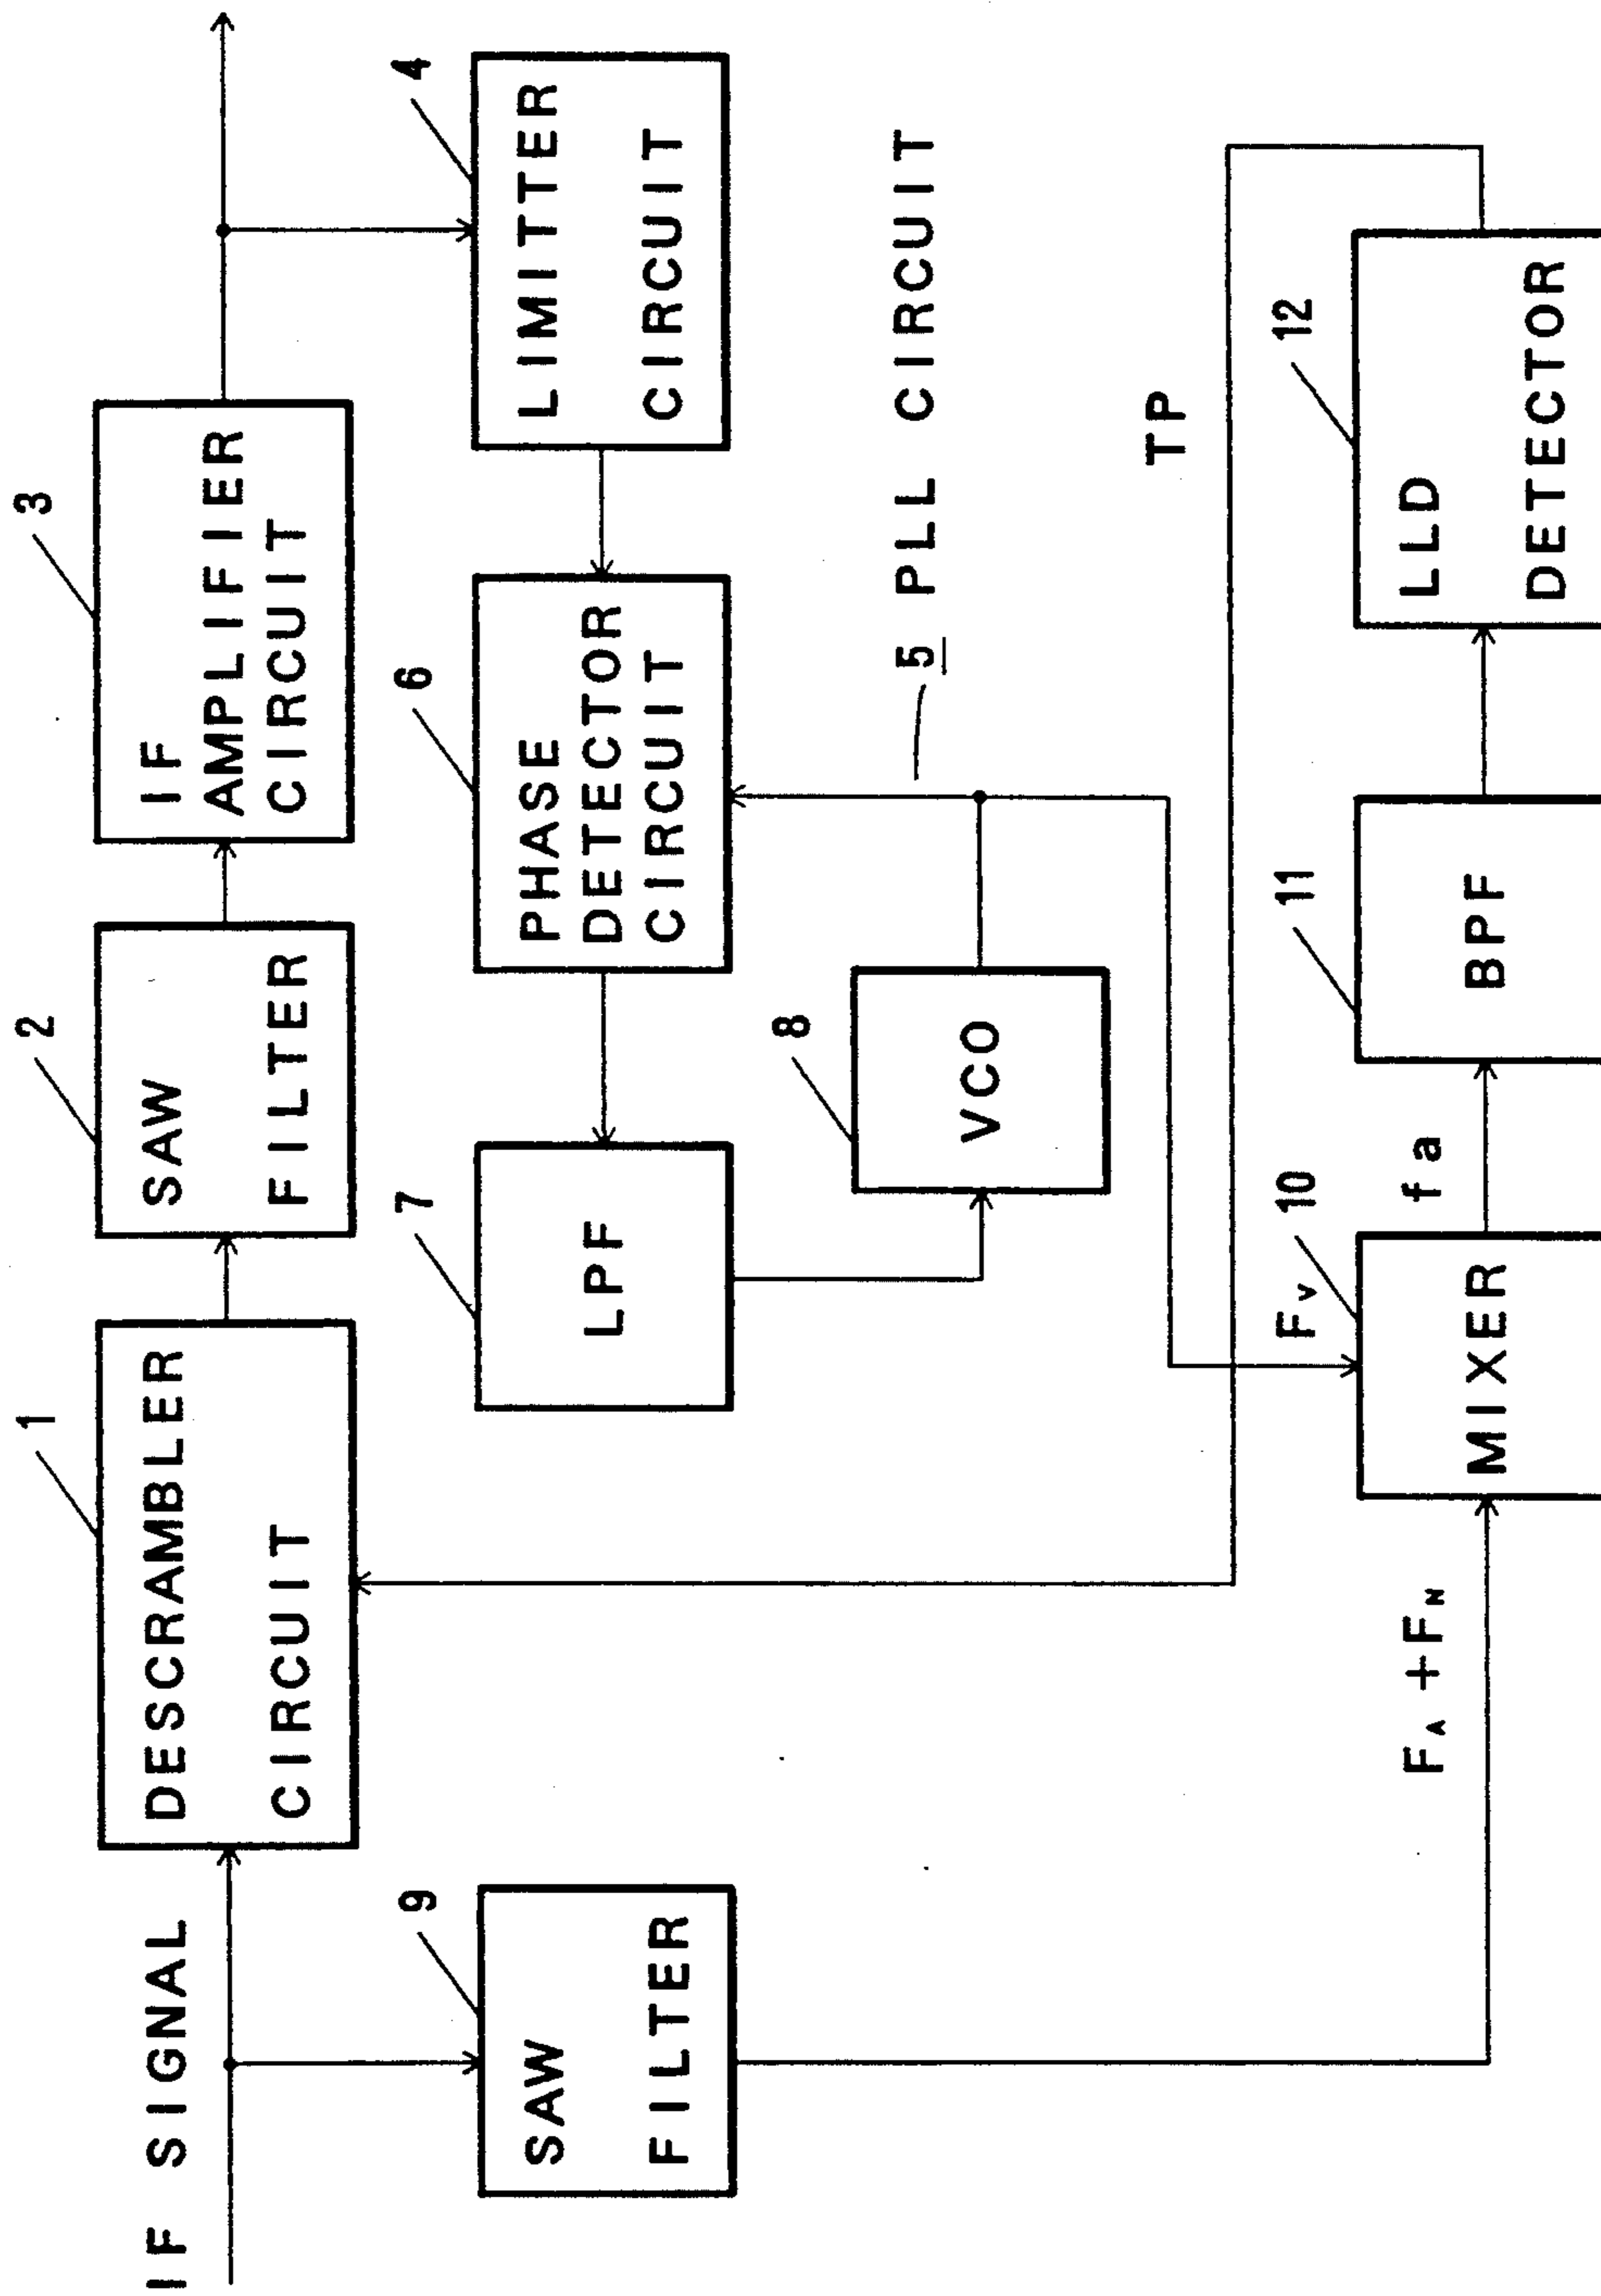 IF SIGNAL
1
DESCRAMBLER
CIRCUIT
2
SAW
FILTER
3
IF
AMPLIFIER
CIRCUIT
9
SAW
FILTER
7
LPF
6
PHASE
DETECTOR
CIRCUIT
4
LIMITTER
CIRCUIT
8
VCO
5 PLL CIRCUIT
TP
FA+FN
Fv
10
MIXER
fa
11
BPF
12
LLD
DETECTOR